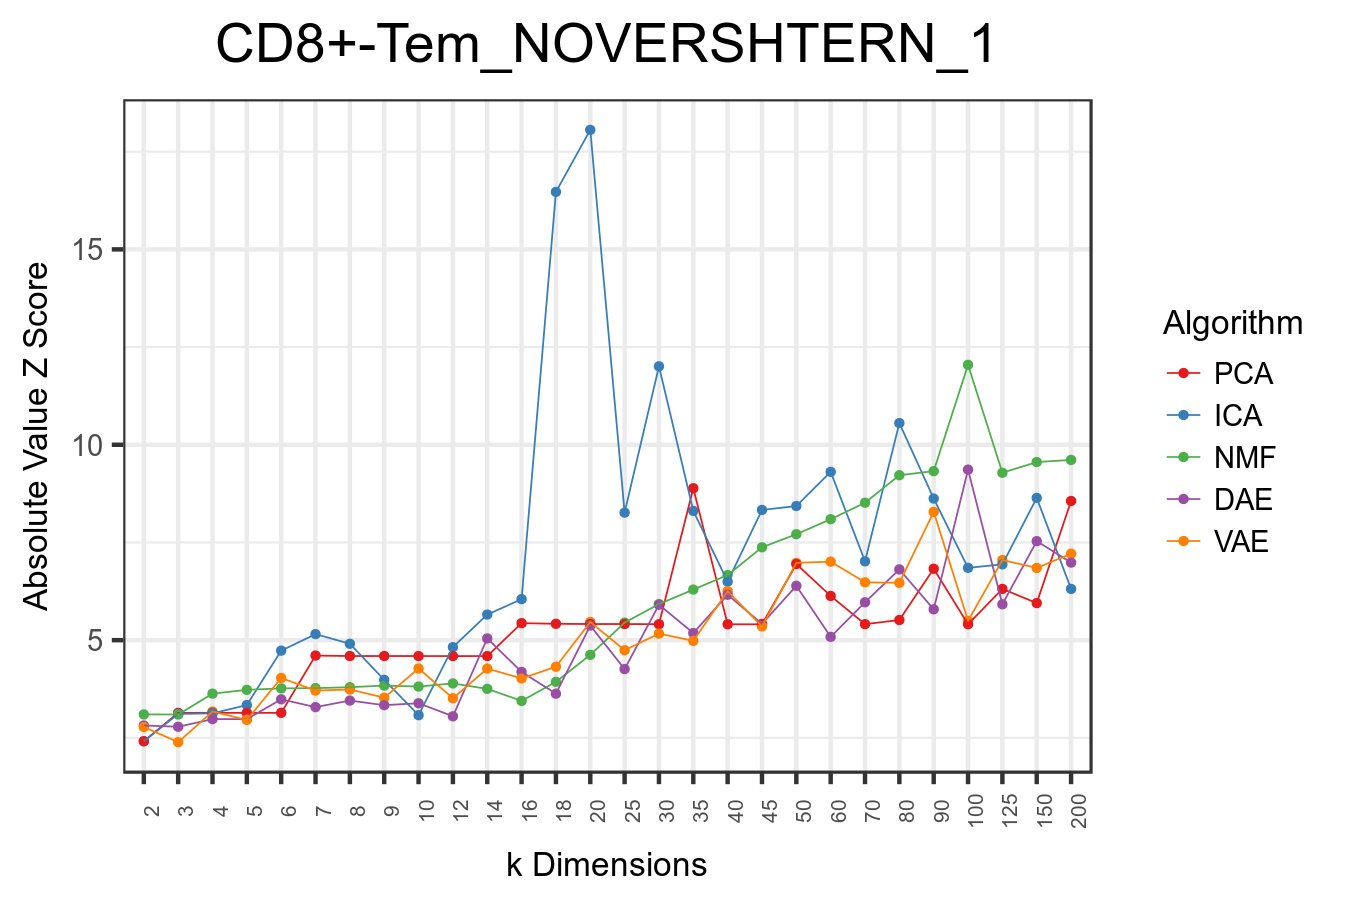 CD8+-Tem_NOVERSHTERN_1
Absolute Value Z Score
15
10
5
2 3 4 5 6 7 8 9 10 12 14 16 18 20 25 30 35 40 45 50 60 70 80 90 100 125 150 200
k Dimensions
Algorithm
PCA
ICA
NMF
DAE
VAE